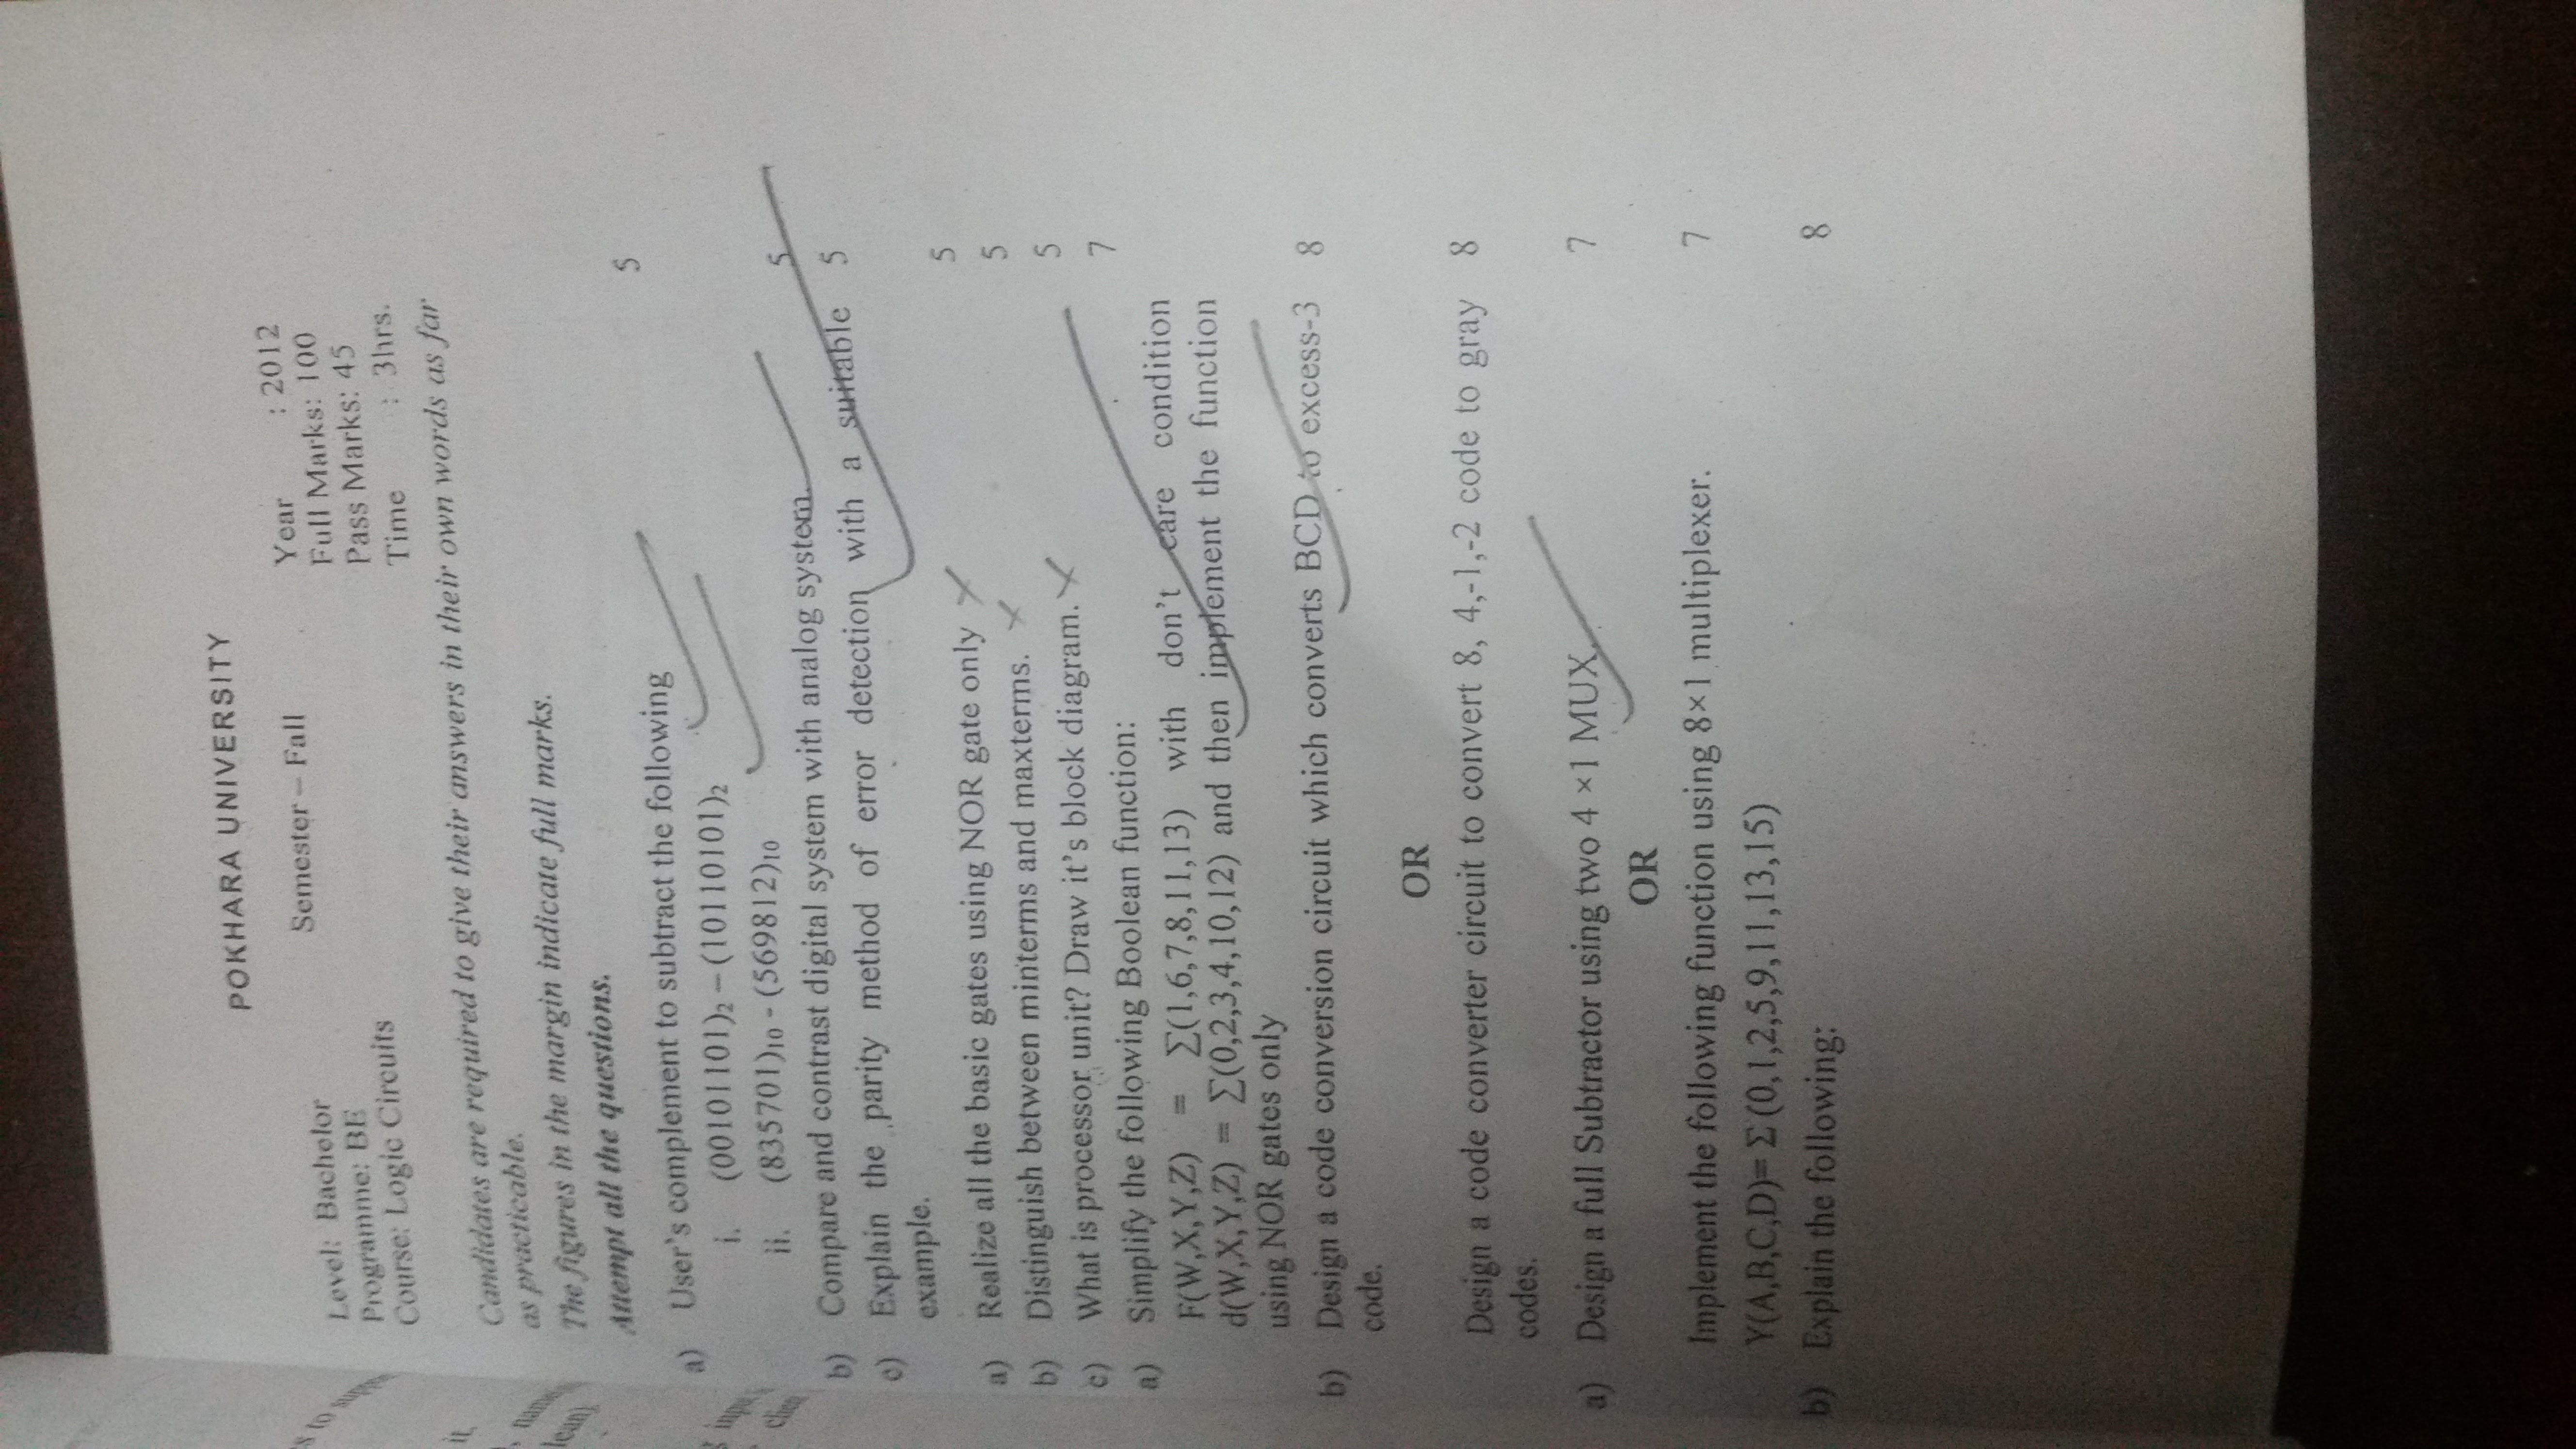 POKHARA UNIVERSITY
Level: Bachelor Semester – Fall Year : 2012
Programme: BE Full Marks: 100
Course: Logic Circuits Pass Marks: 45
Time : 3hrs.
Candidates are required to give their answers in their own words as far
as practicable.
The figures in the margin indicate full marks.
Attempt all the questions.
a) User's complement to subtract the following 5
i. (00101101)₂ – (10110101)₂
ii. (835701)₁₀ - (569812)₁₀
b) Compare and contrast digital system with analog system. 5
c) Explain the parity method of error detection with a suitable 5
example.
a) Realize all the basic gates using NOR gate only 5
b) Distinguish between minterms and maxterms. 5
c) What is processor unit? Draw it's block diagram. 5
a) Simplify the following Boolean function: 7
F(W,X,Y,Z) = ∑(1,6,7,8,11,13) with don't care condition
d(W,X,Y,Z) = ∑(0,2,3,4,10,12) and then implement the function
using NOR gates only
b) Design a code conversion circuit which converts BCD to excess-3 8
code.
OR
Design a code converter circuit to convert 8, 4,-1,-2 code to gray 8
codes.
a) Design a full Subtractor using two 4 ×1 MUX. 7
OR
Implement the following function using 8×1 multiplexer. 7
Y(A,B,C,D)= Σ (0,1,2,5,9,11,13,15)
b) Explain the following: 8